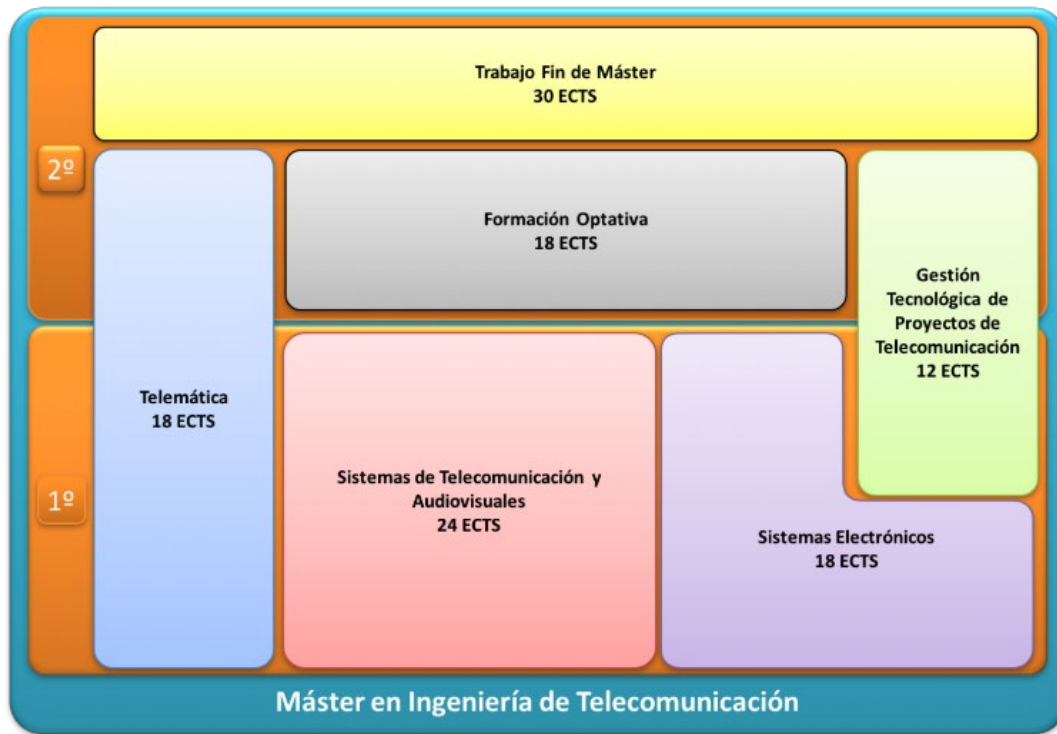 Trabajo Fin de Máster
30 ECTS
2º
Formación Optativa
18 ECTS
Gestión
Tecnológica de
Proyectos de
Telecomunicación
12 ECTS
Telemática
18 ECTS
1º
Sistemas de Telecomunicación y
Audiovisuales
24 ECTS
Sistemas Electrónicos
18 ECTS
Máster en Ingeniería de Telecomunicación